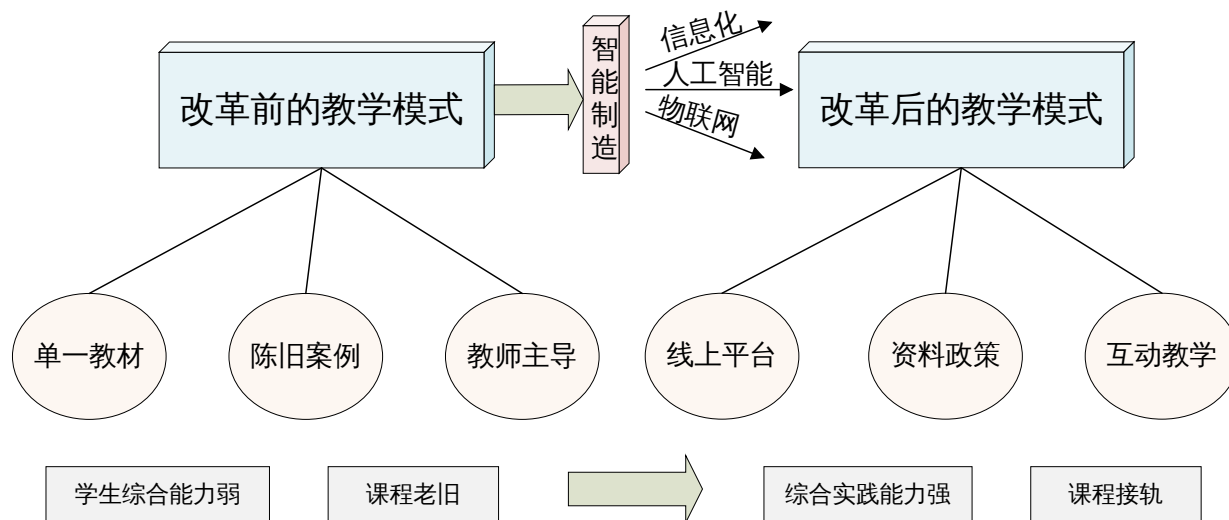 改革前的教学模式
智能制造
信息化
人工智能
物联网
改革后的教学模式
单一教材
陈旧案例
教师主导
线上平台
资料政策
互动教学
学生综合能力弱
课程老旧
综合实践能力强
课程接轨